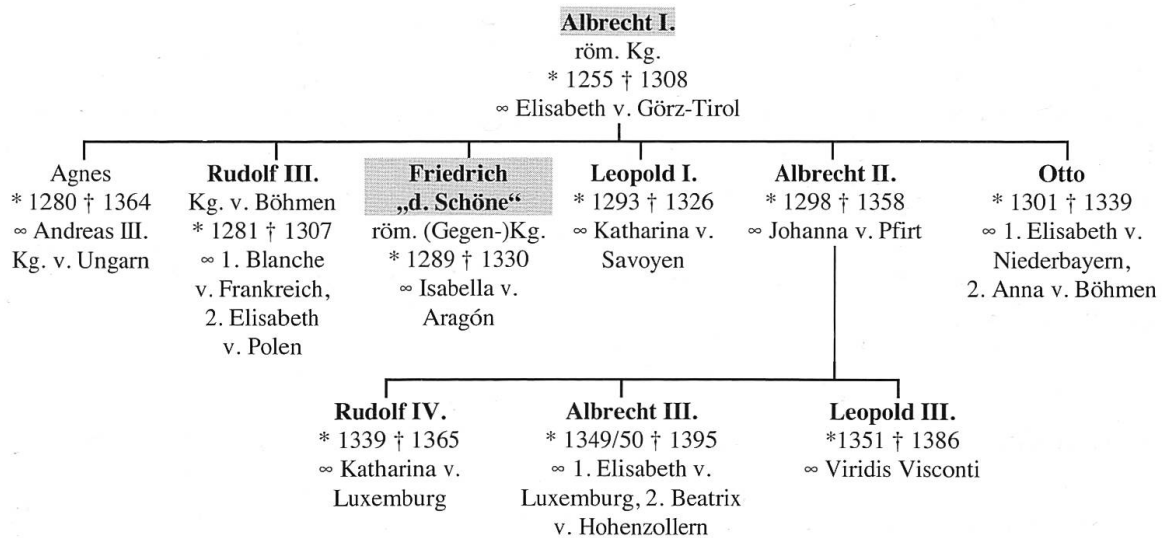 Albrecht I.
röm. Kg.
* 1255 † 1308
∞ Elisabeth v. Görz-Tirol
Agnes
* 1280 † 1364
∞ Andreas III.
Kg. v. Ungarn
Rudolf III.
Kg. v. Böhmen
* 1281 † 1307
∞ 1. Blanche
v. Frankreich,
2. Elisabeth
v. Polen
Friedrich
„d. Schöne“
röm. (Gegen-)Kg.
* 1289 † 1330
∞ Isabella v.
Aragón
Leopold I.
* 1293 † 1326
∞ Katharina v.
Savoyen
Albrecht II.
* 1298 † 1358
∞ Johanna v. Pfirt
Otto
* 1301 † 1339
∞ 1. Elisabeth v.
Niederbayern,
2. Anna v. Böhmen
Rudolf IV.
* 1339 † 1365
∞ Katharina v.
Luxemburg
Albrecht III.
* 1349/50 † 1395
∞ 1. Elisabeth v.
Luxemburg, 2. Beatrix
v. Hohenzollern
Leopold III.
*1351 † 1386
∞ Viridis Visconti